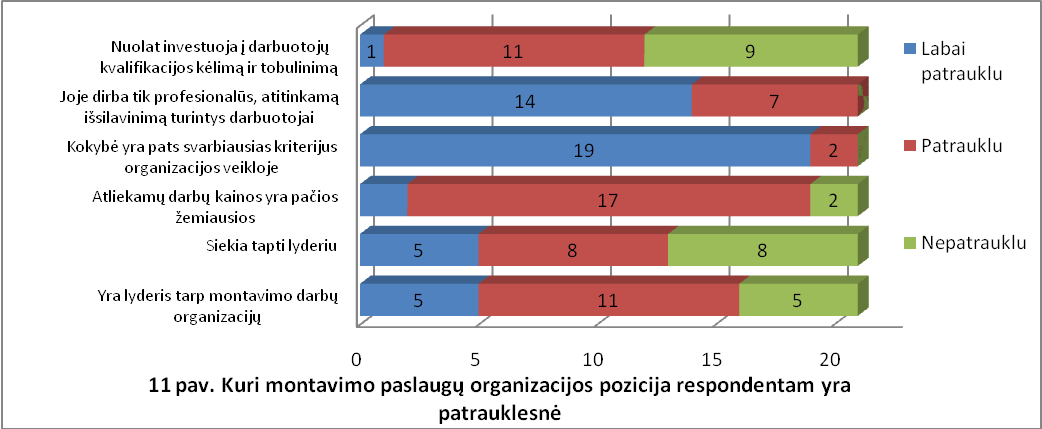 Nuolat investuoja į darbuotojų
kvalifikacijos kėlimą ir tobulinimą
1 11 9
Joje dirba tik profesionalūs, atitinkamą
išsilavinimą turintys darbuotojai
14 7
Kokybė yra pats svarbiausias kriterijus
organizacijos veikloje
19 2
Atliekamų darbų kainos yra pačios
žemiausios
17 2
Siekia tapti lyderiu
5 8 8
Yra lyderis tarp montavimo darbų
organizacijų
5 11 5
0 5 10 15 20
Labai
patrauklu
Patrauklu
Nepatrauklu
11 pav. Kuri montavimo paslaugų organizacijos pozicija respondentam yra
patrauklesnė